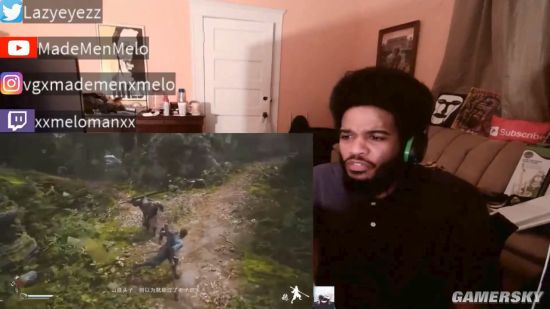 Lazyeyezz
MadeMenMelo
vgxmademenxmelo
xxmelomanxx
Subscribe
GAMERSKY